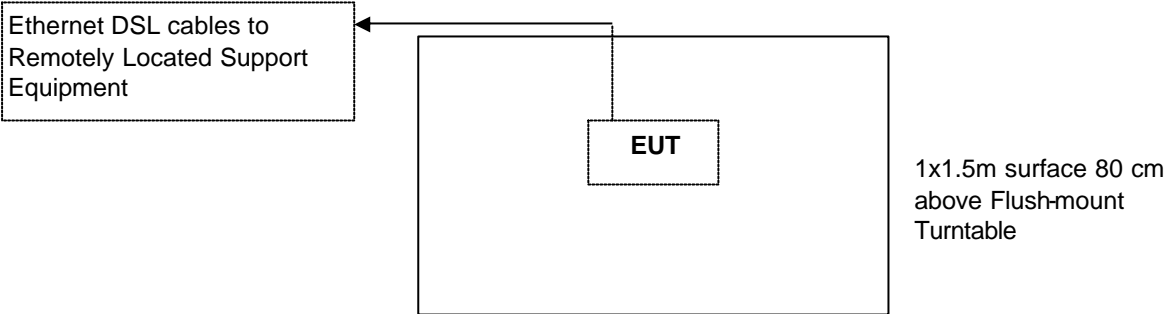 Ethernet DSL cables to
Remotely Located Support
Equipment
EUT
1x1.5m surface 80 cm
above Flush-mount
Turntable